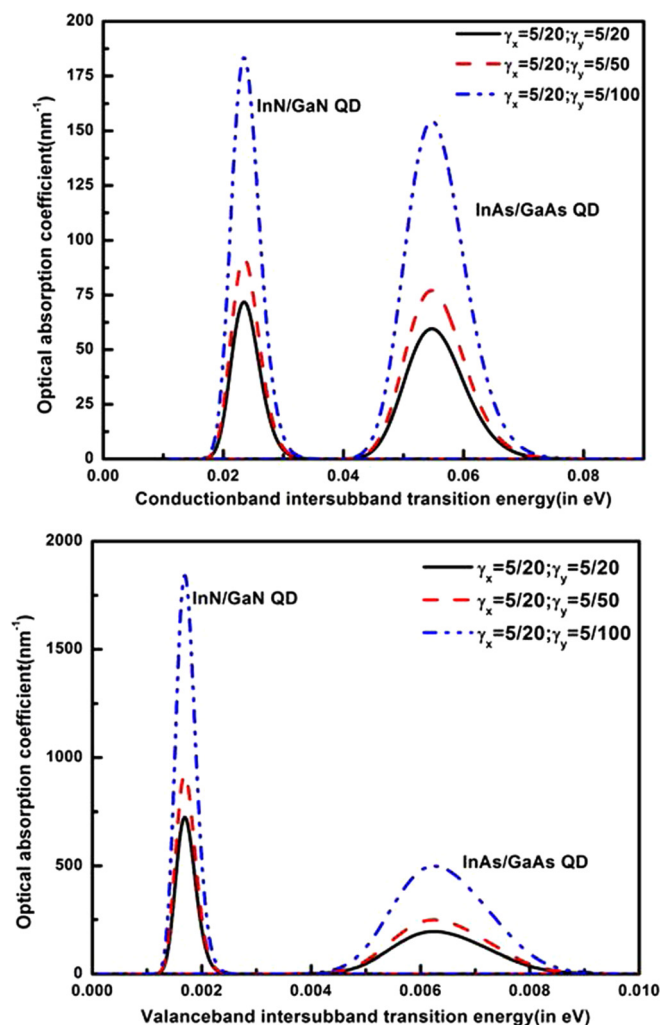 γx=5/20;γy=5/20
γx=5/20;γy=5/50
γx=5/20;γy=5/100
InN/GaN QD
InAs/GaAs QD
Optical absorption coefficient(nm-1)
200
175
150
125
100
75
50
25
0
0.00 0.02 0.04 0.06 0.08
Conductionband intersubband transition energy(in eV)
γx=5/20;γy=5/20
γx=5/20;γy=5/50
γx=5/20;γy=5/100
InN/GaN QD
InAs/GaAs QD
Optical absorption coefficient(nm-1)
2000
1500
1000
500
0
0.000 0.002 0.004 0.006 0.008 0.010
Valanceband intersubband transition energy(in eV)